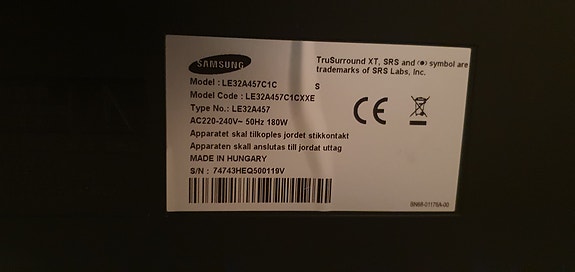 SAMSUNG
TruSurround XT, SRS and (●) symbol are
trademarks of SRS Labs, Inc.
Model : LE32A457C1C S
Model Code : LE32A457C1CXXE
Type No.: LE32A457
AC220-240V~ 50Hz 180W
Apparatet skal tilkoples jordet stikkontakt
Apparaten skall anslutas till jordat uttag
MADE IN HUNGARY
S/N : 74743HEQ500119V
CE
BN68-01178A-00